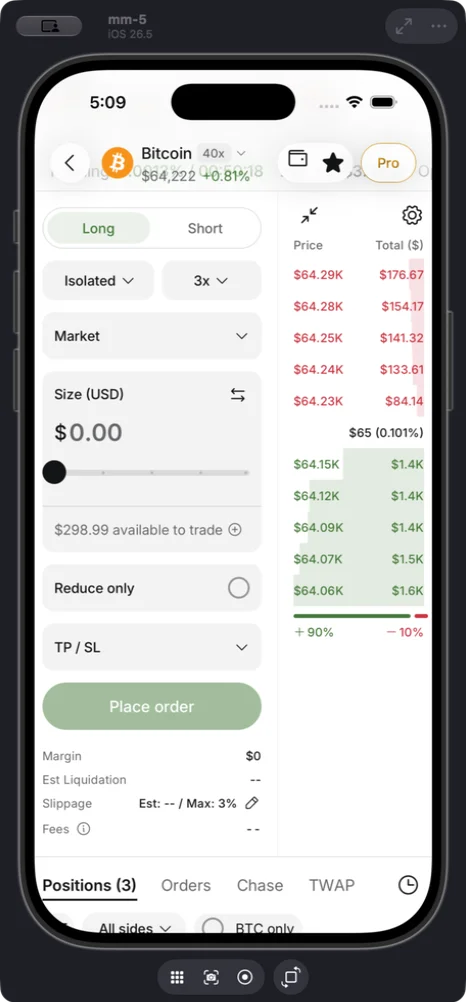 mm-5
iOS 26.5
5:09
Bitcoin 40x
$64,222 +0.81%
Pro
Long Short
Isolated 3x
Market
Size (USD)
$0.00
$298.99 available to trade
Reduce only
TP / SL
Place order
Margin $0
Est Liquidation --
Slippage Est: -- / Max: 3%
Fees --
Price Total ($)
$64.29K $176.67
$64.28K $154.17
$64.25K $141.32
$64.24K $133.61
$64.23K $84.14
$65 (0.101%)
$64.15K $1.4K
$64.12K $1.4K
$64.09K $1.4K
$64.07K $1.5K
$64.06K $1.6K
+ 90% — 10%
Positions (3) Orders Chase TWAP
All sides BTC only